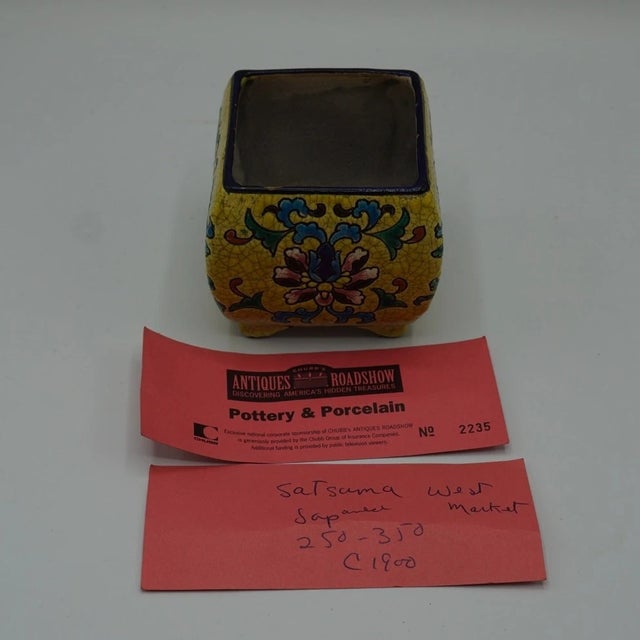 CHUBB'S
ANTIQUES ROADSHOW
DISCOVERING AMERICA'S HIDDEN TREASURES
Pottery & Porcelain
CHUBB
Exclusive national corporate sponsorship of CHUBB's ANTIQUES ROADSHOW
is generously provided by the Chubb Group of Insurance Companies.
Additional funding is provided by public television viewers.
No 2235
Satsuma West
Japanese Market
250-350
C 1900